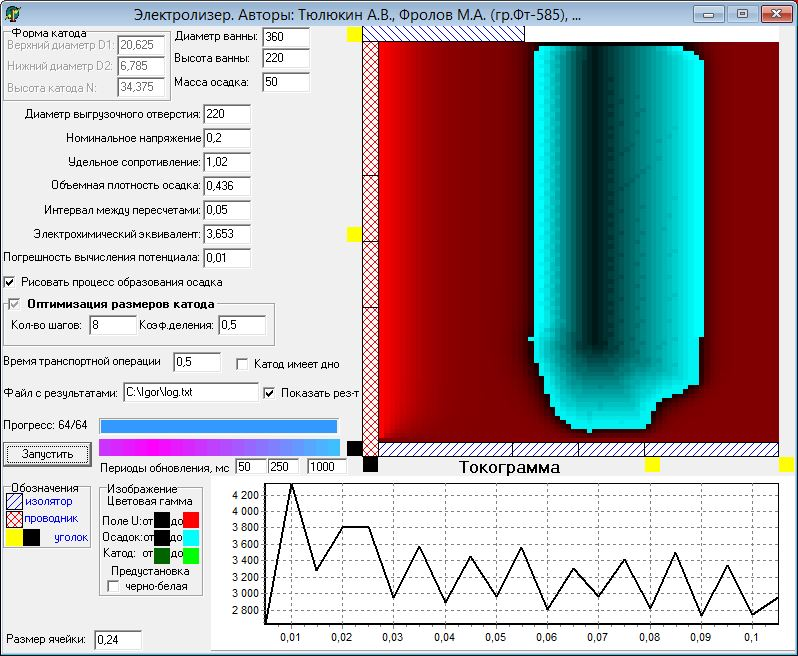 Электролизер. Авторы: Тюлюкин А.В., Фролов М.А. (гр.Фт-585), ...
Форма катода
Верхний диаметр D1: 20,625
Нижний диаметр D2: 6,785
Высота катода N: 34,375
Диаметр ванны: 360
Высота ванны: 220
Масса осадка: 50
Диаметр выгрузочного отверстия: 220
Номинальное напряжение 0,2
Удельное сопротивление: 1,02
Объемная плотность осадка: 0,436
Интервал между пересчетами: 0,05
Электрохимический эквивалент: 3,653
Погрешность вычисления потенциала: 0,01
Рисовать процесс образования осадка
Оптимизация размеров катода
Кол-во шагов: 8 Коэф.деления: 0,5
Время транспортной операции 0,5 Катод имеет дно
Файл с результатами: C:\Igor\log.txt Показать рез-т
Прогресс: 64/64
Запустить
Периоды обновления, мс 50 250 1000
Обозначения
изолятор
проводник
уголок
Изображение
Цветовая гамма
Поле U: от до
Осадок: от до
Катод: от до
Предустановка
черно-белая
Размер ячейки: 0,24
Токограмма
4 200
4 000
3 800
3 600
3 400
3 200
3 000
2 800
0,01 0,02 0,03 0,04 0,05 0,06 0,07 0,08 0,09 0,1